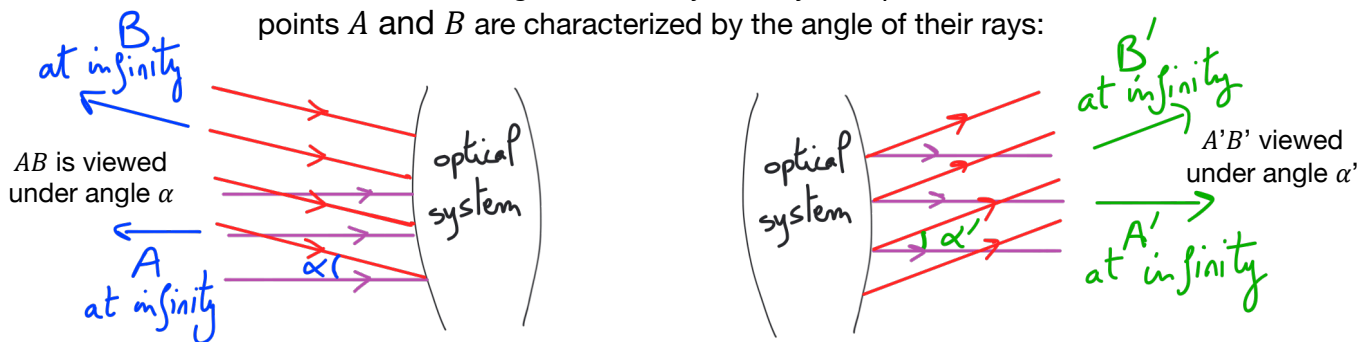 points A and B are characterized by the angle of their rays:
B
at infinity
AB is viewed
under angle α
A
at infinity
α
optical
system
optical
system
α'
B'
at infinity
A'B' viewed
under angle α'
A'
at infinity